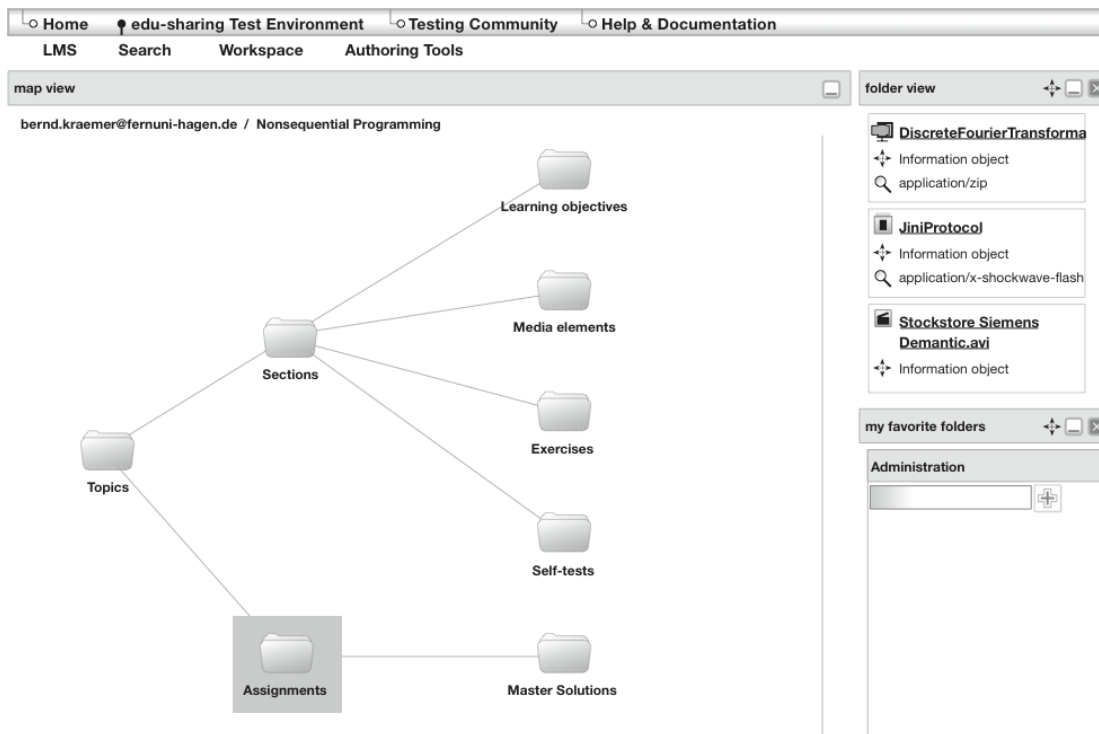 Home edu-sharing Test Environment Testing Community Help & Documentation
LMS Search Workspace Authoring Tools
map view
bernd.kraemer@fernuni-hagen.de / Nonsequential Programming
Learning objectives
Media elements
Sections
Exercises
Topics
Self-tests
Assignments
Master Solutions
folder view
DiscreteFourierTransforma
Information object
application/zip
JiniProtocol
Information object
application/x-shockwave-flash
Stockstore Siemens
Demantic.avi
Information object
my favorite folders
Administration